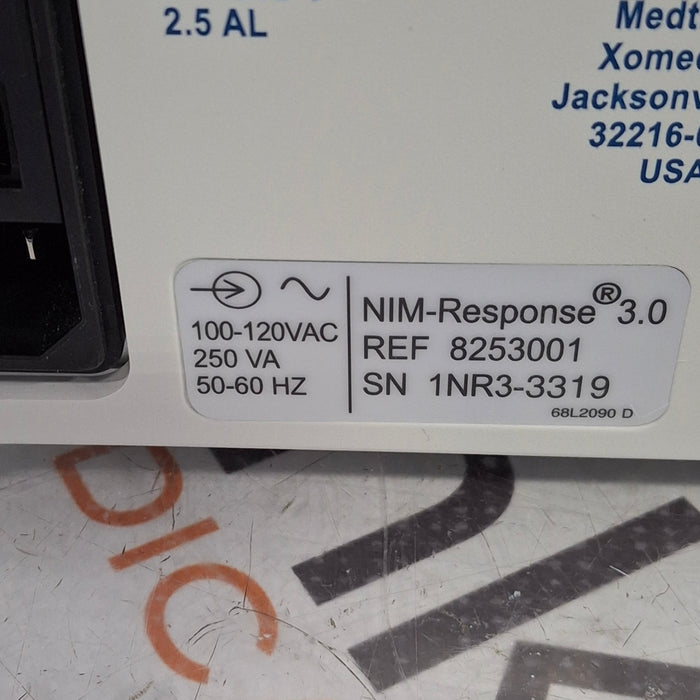 2.5 AL
Medt
Xomed
Jacksonv
32216-
USA
100-120VAC
250 VA
50-60 HZ
NIM-Response® 3.0
REF 8253001
SN 1NR3-3319
68L2090 D
DIC